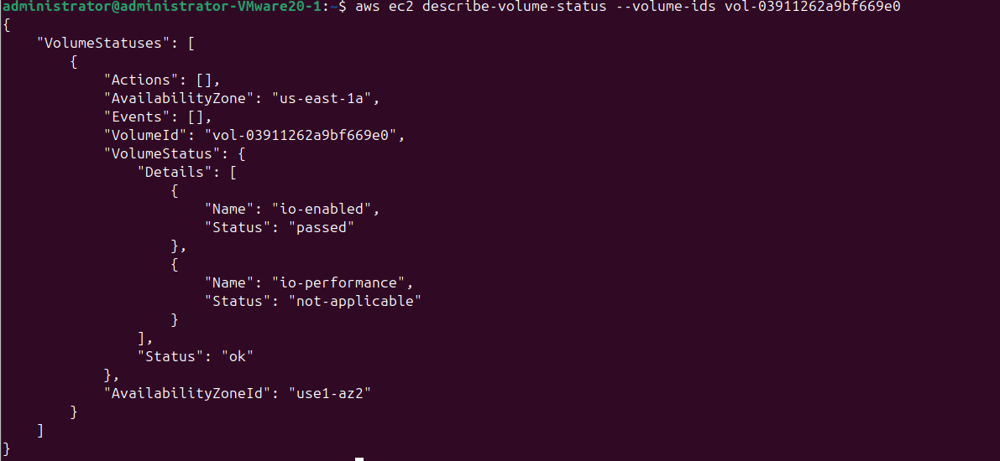 administrator@administrator-VMware20-1:~$ aws ec2 describe-volume-status --volume-ids vol-03911262a9bf669e0
{
    "VolumeStatuses": [
        {
            "Actions": [],
            "AvailabilityZone": "us-east-1a",
            "Events": [],
            "VolumeId": "vol-03911262a9bf669e0",
            "VolumeStatus": {
                "Details": [
                    {
                        "Name": "io-enabled",
                        "Status": "passed"
                    },
                    {
                        "Name": "io-performance",
                        "Status": "not-applicable"
                    }
                ],
                "Status": "ok"
            },
            "AvailabilityZoneId": "use1-az2"
        }
    ]
}